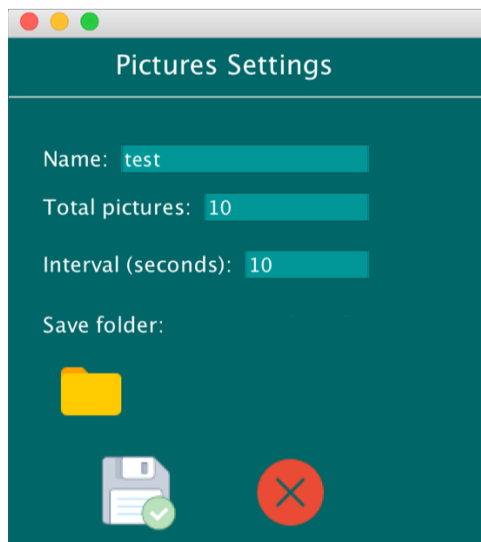 Pictures Settings
Name: test
Total pictures: 10
Interval (seconds): 10
Save folder: